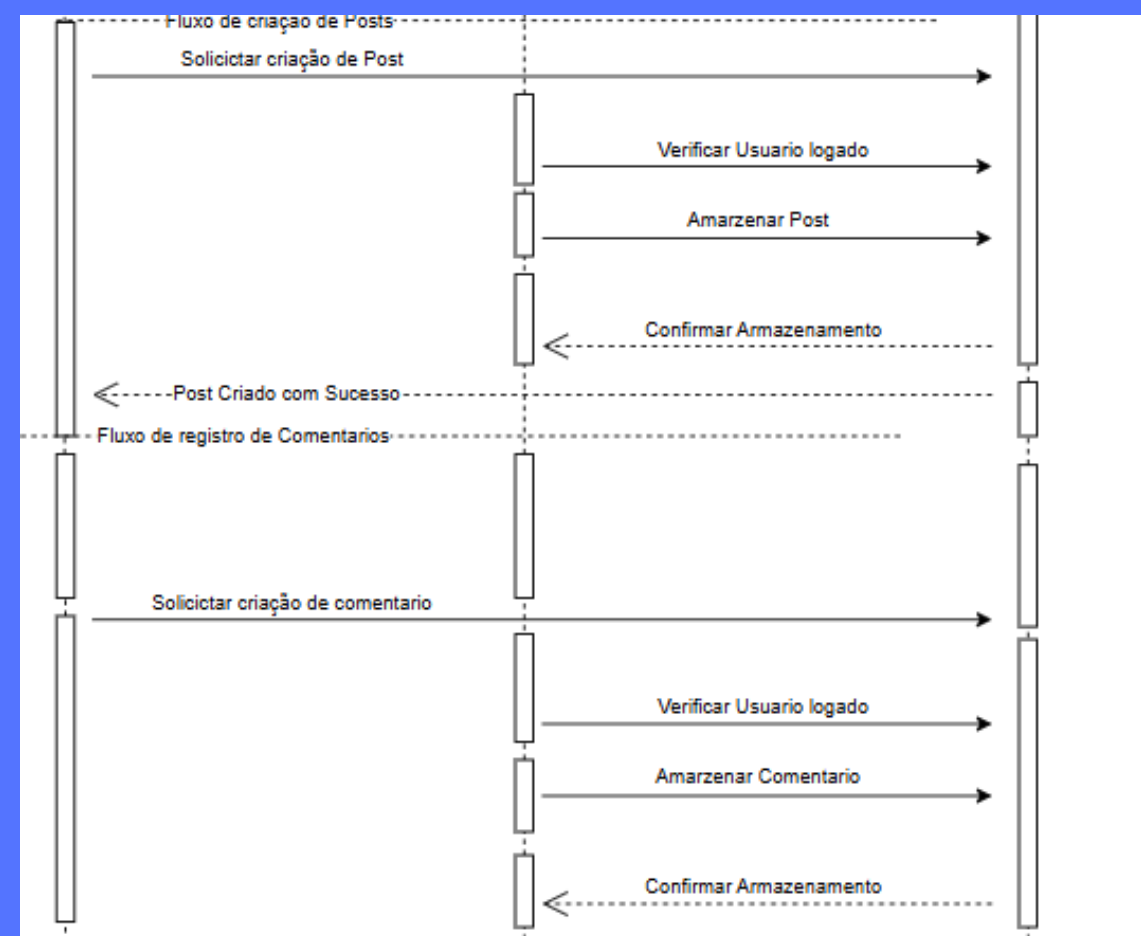 Fluxo de criação de Posts
Solicictar criação de Post
Verificar Usuario logado
Amarzenar Post
Confirmar Armazenamento
Post Criado com Sucesso
Fluxo de registro de Comentarios
Solicictar criação de comentario
Verificar Usuario logado
Amarzenar Comentario
Confirmar Armazenamento